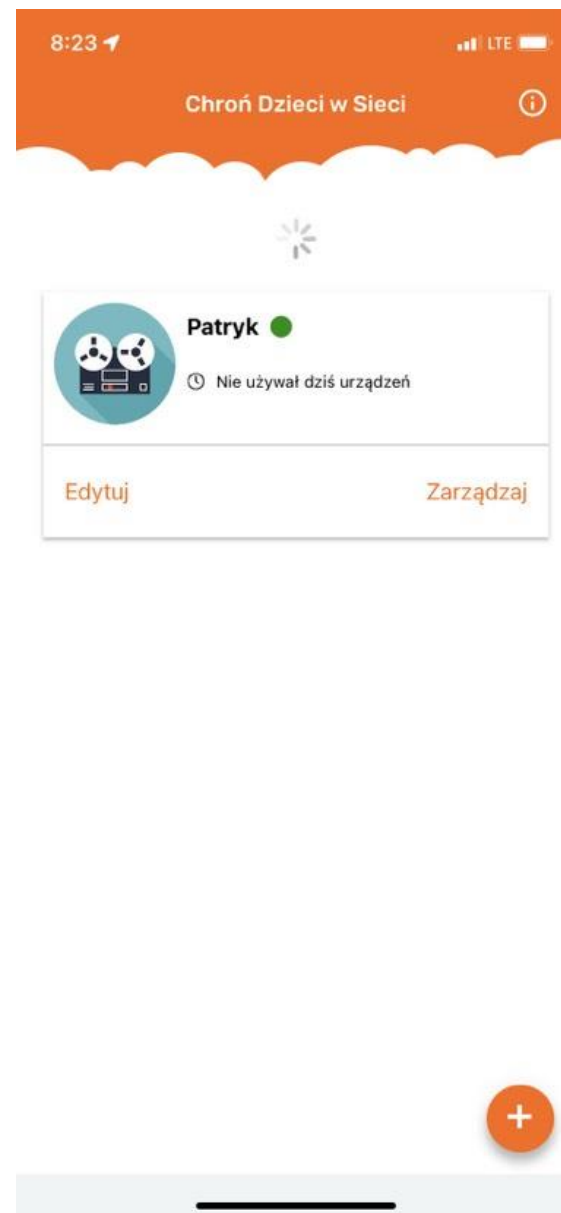 8:23
LTE
Chroń Dzieci w Sieci
Patryk
Nie używał dziś urządzeń
Edytuj
Zarządzaj
+